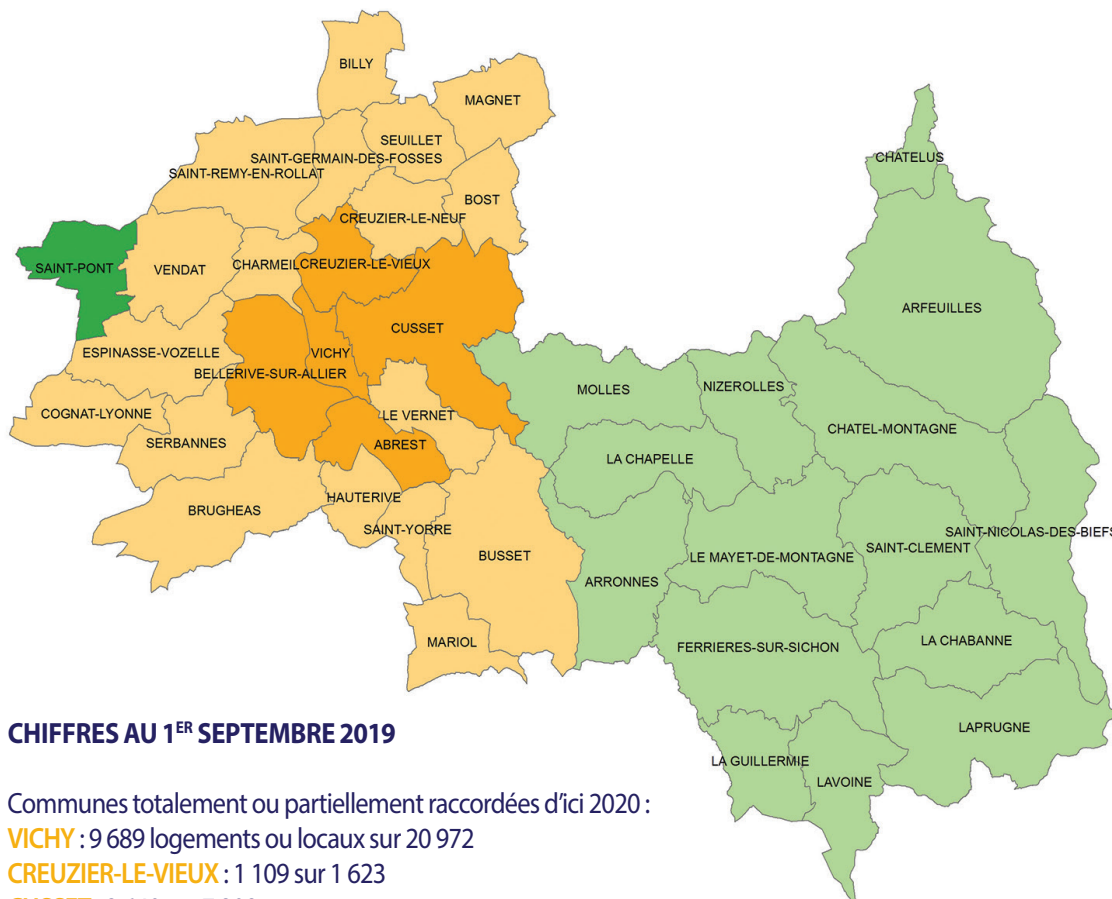 BILLY
MAGNET
SEUILLET
SAINT-GERMAIN-DES-FOSSES
SAINT-REMY-EN-ROLLAT
CHATELUS
BOST
CREUZIER-LE-NEUF
SAINT-PONT
VENDAT
CHARMEIL
CREUZIER-LE-VIEUX
ARFEUILLES
CUSSET
ESPINASSE-VOZELLE
VICHY
BELLERIVE-SUR-ALLIER
MOLLES
NIZEROLLES
COGNAT-LYONNE
LE VERNET
CHATEL-MONTAGNE
SERBANNES
ABREST
LA CHAPELLE
HAUTERIVE
BRUGHEAS
SAINT-YORRE
SAINT-NICOLAS-DES-BIEFS
BUSSET
LE MAYET-DE-MONTAGNE
SAINT-CLEMENT
ARRONNES
MARIOL
FERRIERES-SUR-SICHON
LA CHABANNE
LAPRUGNE
LA GUILLERMIE
LAVOINE
CHIFFRES AU 1ER SEPTEMBRE 2019
Communes totalement ou partiellement raccordées d’ici 2020 :
VICHY : 9 689 logements ou locaux sur 20 972
CREUZIER-LE-VIEUX : 1 109 sur 1 623